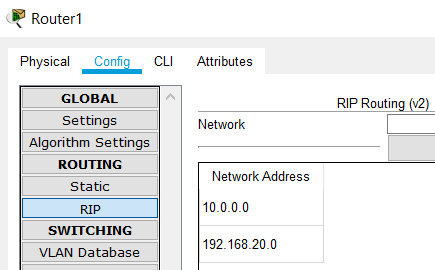 Router1
Physical Config CLI Attributes
GLOBAL
Settings
Algorithm Settings
ROUTING
Static
RIP
SWITCHING
VLAN Database
RIP Routing (v2)
Network
Network Address
10.0.0.0
192.168.20.0